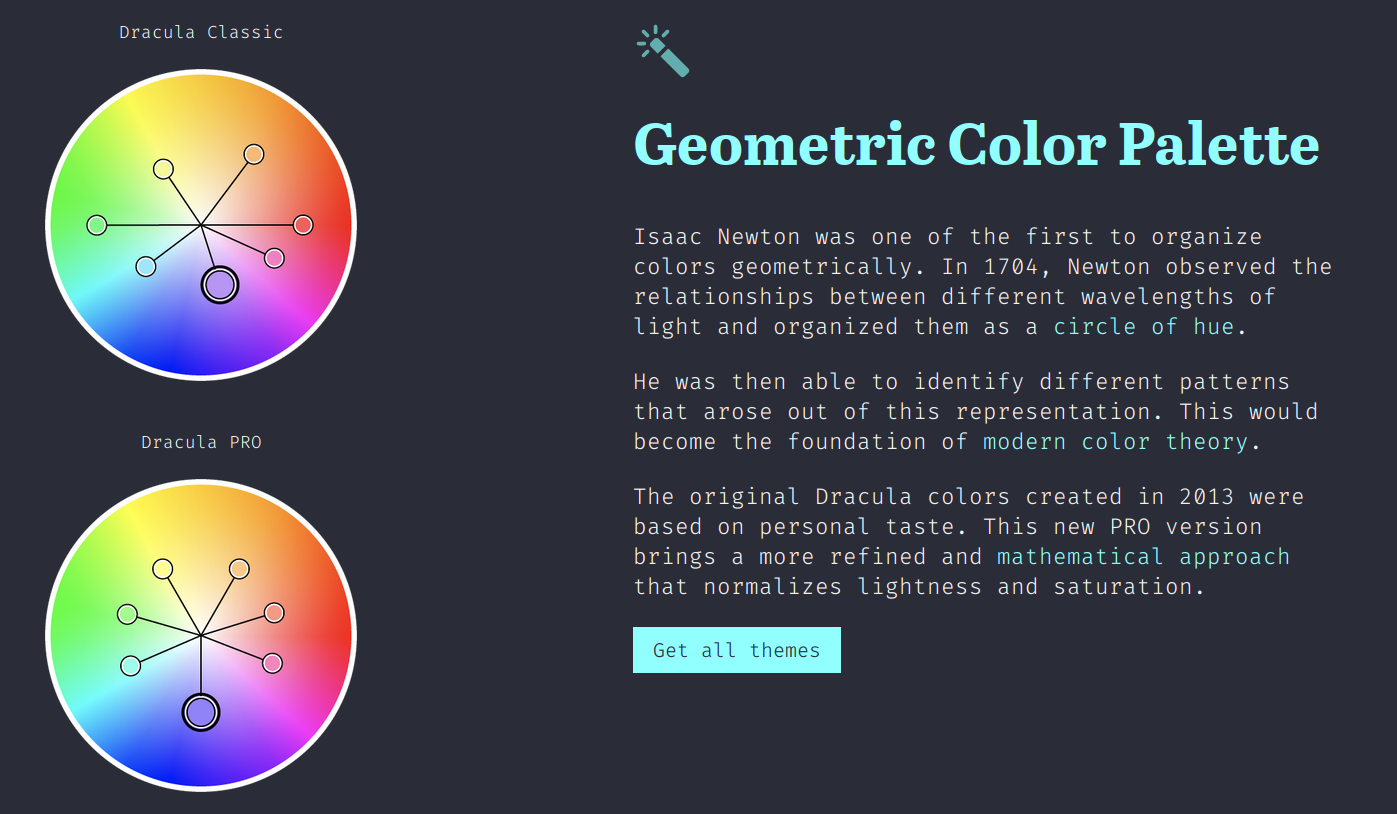 Dracula Classic
Dracula PRO
Geometric Color Palette
Isaac Newton was one of the first to organize
colors geometrically. In 1704, Newton observed the
relationships between different wavelengths of
light and organized them as a circle of hue.
He was then able to identify different patterns
that arose out of this representation. This would
become the foundation of modern color theory.
The original Dracula colors created in 2013 were
based on personal taste. This new PRO version
brings a more refined and mathematical approach
that normalizes lightness and saturation.
Get all themes